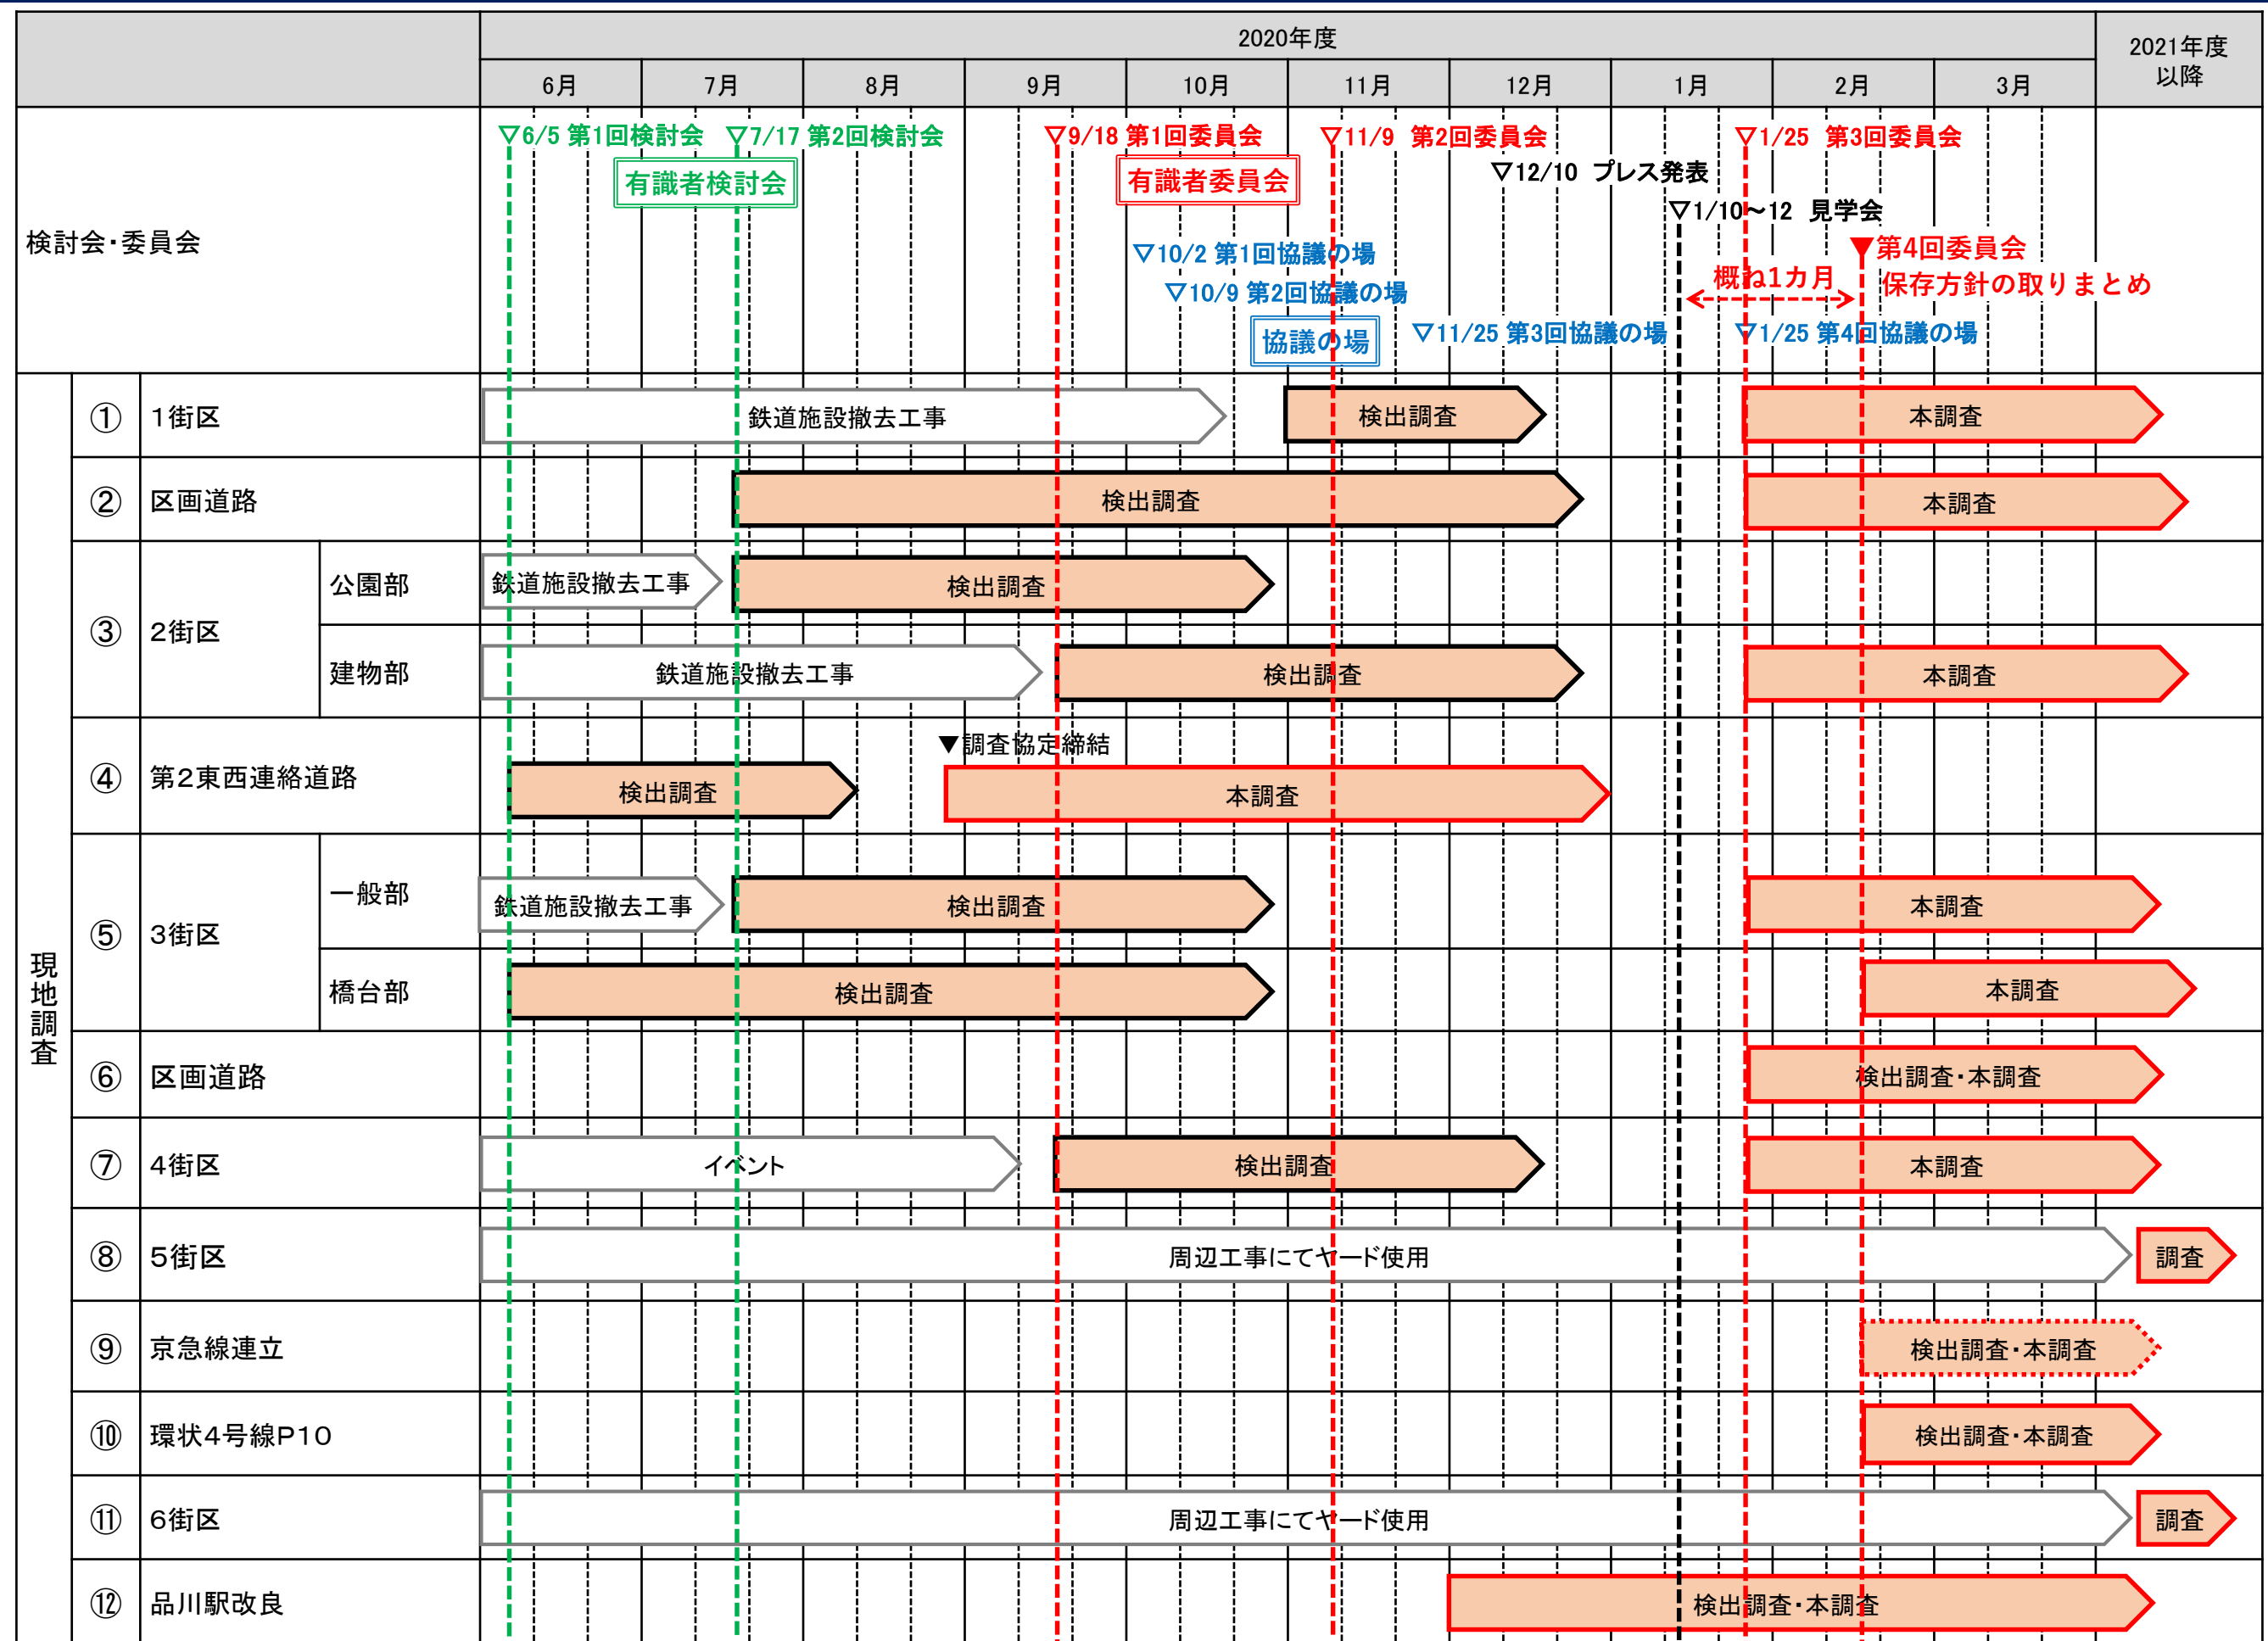 2020年度
2021年度
以降
6月
7月
8月
9月
10月
11月
12月
1月
2月
3月
検討会・委員会
▽6/5 第1回検討会
▽7/17 第2回検討会
▽9/18 第1回委員会
▽11/9 第2回委員会
▽1/25 第3回委員会
有識者検討会
有識者委員会
▽12/10 プレス発表
▽1/10～12 見学会
▽10/2 第1回協議の場
▼第4回委員会
保存方針の取りまとめ
概ね1カ月
▽10/9 第2回協議の場
協議の場
▽11/25 第3回協議の場
▽1/25 第4回協議の場
現地調査
① 1街区
鉄道施設撤去工事
検出調査
本調査
② 区画道路
検出調査
本調査
③ 2街区
公園部
鉄道施設撤去工事
検出調査
建物部
鉄道施設撤去工事
検出調査
本調査
④ 第2東西連絡道路
▼調査協定締結
検出調査
本調査
⑤ 3街区
一般部
鉄道施設撤去工事
検出調査
本調査
橋台部
検出調査
本調査
⑥ 区画道路
検出調査・本調査
⑦ 4街区
イベント
検出調査
本調査
⑧ 5街区
周辺工事にてヤード使用
調査
⑨ 京急線連立
検出調査・本調査
⑩ 環状4号線P10
検出調査・本調査
⑪ 6街区
周辺工事にてヤード使用
調査
⑫ 品川駅改良
検出調査・本調査